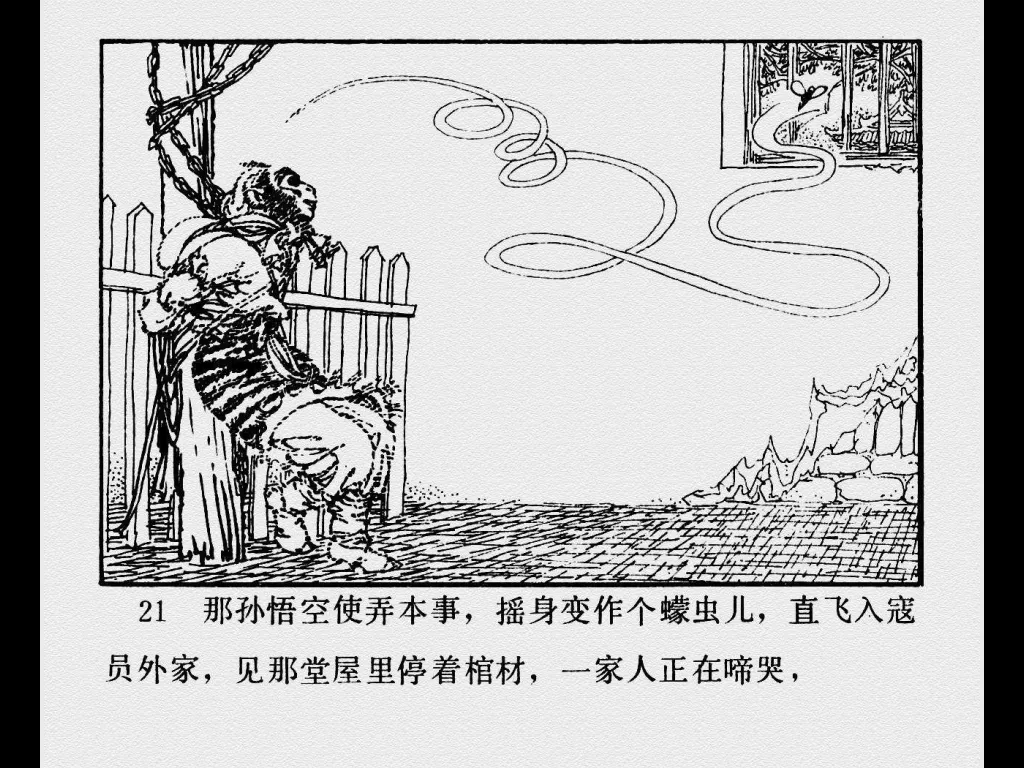 21 那孙悟空使弄本事，摇身变作个蠓虫儿，直飞入寇
员外家，见那堂屋里停着棺材，一家人正在啼哭，